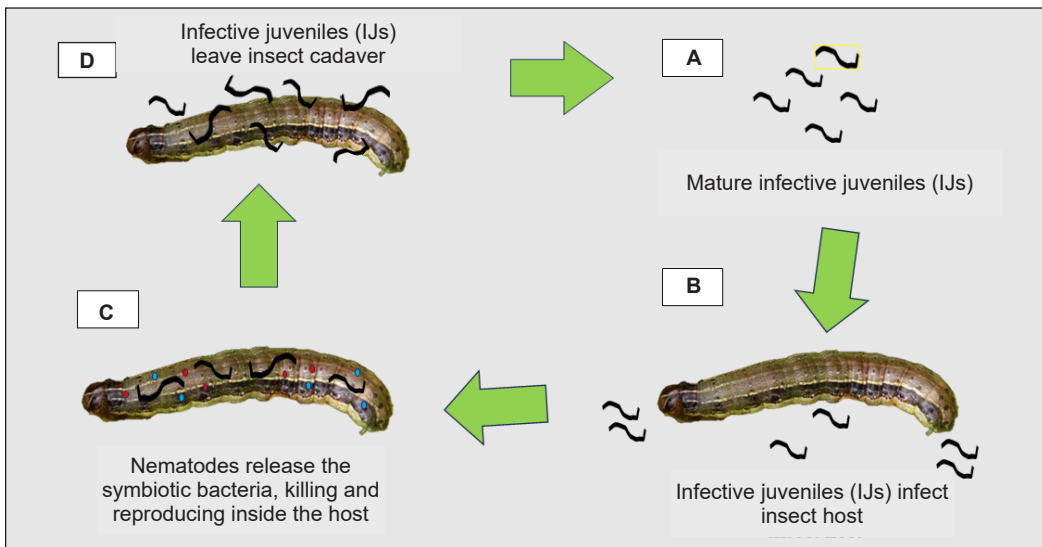 D
Infective juveniles (IJs)
leave insect cadaver
A
Mature infective juveniles (IJs)
B
Infective juveniles (IJs) infect
insect host
C
Nematodes release the
symbiotic bacteria, killing and
reproducing inside the host